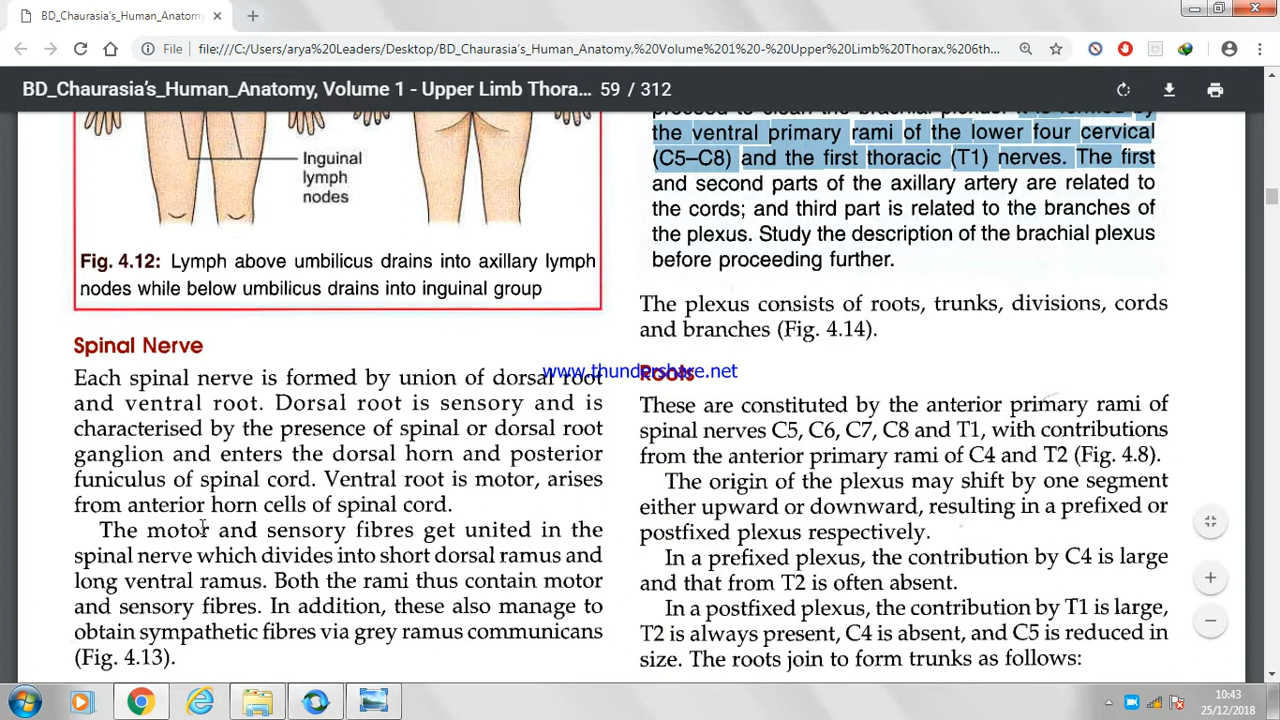 BD_Chaurasia's_Human_Anatomy
File
file:///C:/Users/arya%20Leaders/Desktop/BD_Chaurasia's_Human_Anatomy,%20Volume%201%20-%20Upper%20Limb%20Thorax,%206th...
BD_Chaurasia's_Human_Anatomy, Volume 1 - Upper Limb Thora...
59 / 312
Inguinal
lymph
nodes
Fig. 4.12: Lymph above umbilicus drains into axillary lymph
nodes while below umbilicus drains into inguinal group
Spinal Nerve
Each spinal nerve is formed by union of dorsal root
and ventral root. Dorsal root is sensory and is
characterised by the presence of spinal or dorsal root
ganglion and enters the dorsal horn and posterior
funiculus of spinal cord. Ventral root is motor, arises
from anterior horn cells of spinal cord.
The motor and sensory fibres get united in the
spinal nerve which divides into short dorsal ramus and
long ventral ramus. Both the rami thus contain motor
and sensory fibres. In addition, these also manage to
obtain sympathetic fibres via grey ramus communicans
(Fig. 4.13).
proceed to clean the brachial plexus. It is formed by
the ventral primary rami of the lower four cervical
(C5–C8) and the first thoracic (T1) nerves. The first
and second parts of the axillary artery are related to
the cords; and third part is related to the branches of
the plexus. Study the description of the brachial plexus
before proceeding further.
The plexus consists of roots, trunks, divisions, cords
and branches (Fig. 4.14).
www.thundershare.net
Roots
These are constituted by the anterior primary rami of
spinal nerves C5, C6, C7, C8 and T1, with contributions
from the anterior primary rami of C4 and T2 (Fig. 4.8).
The origin of the plexus may shift by one segment
either upward or downward, resulting in a prefixed or
postfixed plexus respectively.
In a prefixed plexus, the contribution by C4 is large
and that from T2 is often absent.
In a postfixed plexus, the contribution by T1 is large,
T2 is always present, C4 is absent, and C5 is reduced in
size. The roots join to form trunks as follows:
10:43
25/12/2018